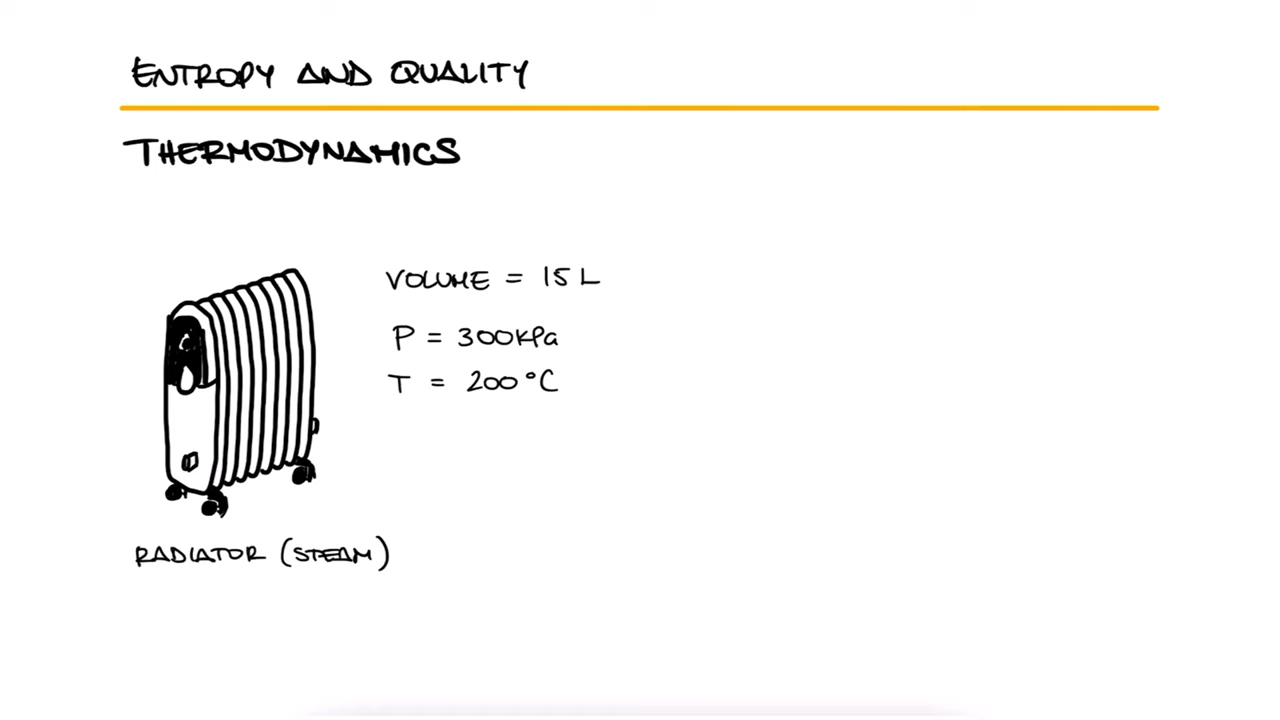 ENTROPY AND QUALITY
THERMODYNAMICS
VOLUME = 15 L
P = 300kPa
T = 200°C
RADIATOR (STEAM)